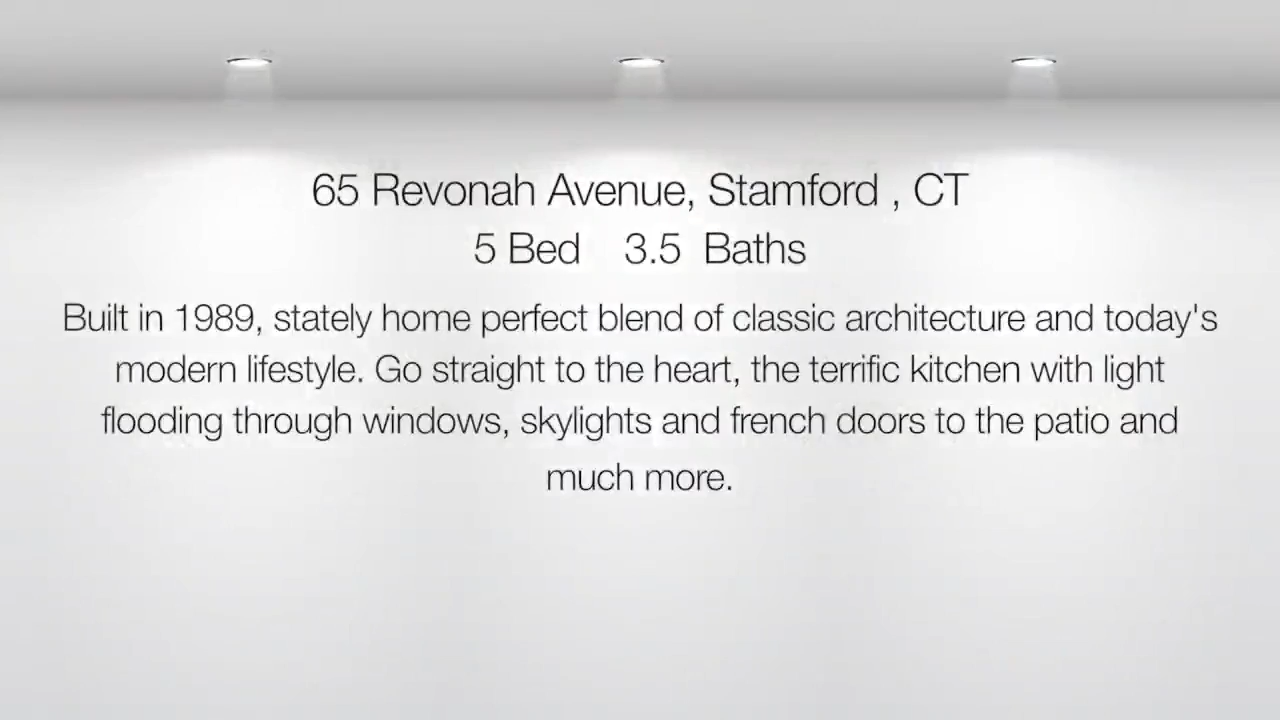 65 Revonah Avenue, Stamford , CT
5 Bed 3.5 Baths
Built in 1989, stately home perfect blend of classic architecture and today's
modern lifestyle. Go straight to the heart, the terrific kitchen with light
flooding through windows, skylights and french doors to the patio and
much more.